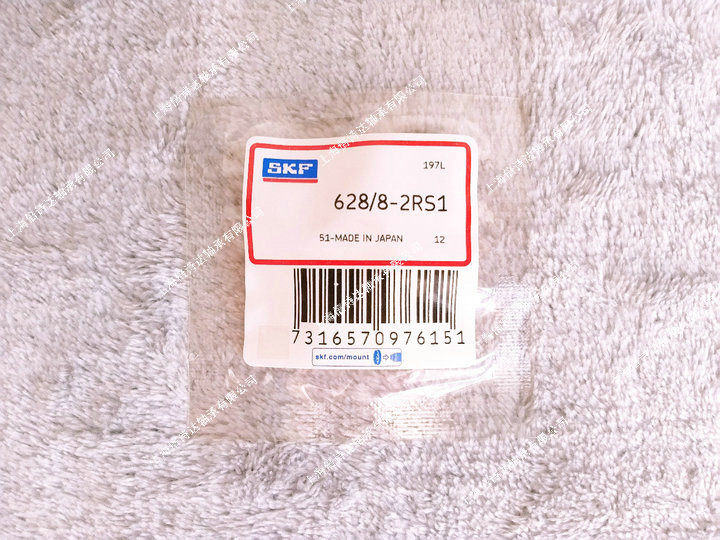 SKF
197L
628/8-2RS1
51-MADE IN JAPAN 12
7316570976151
skf.com/mount